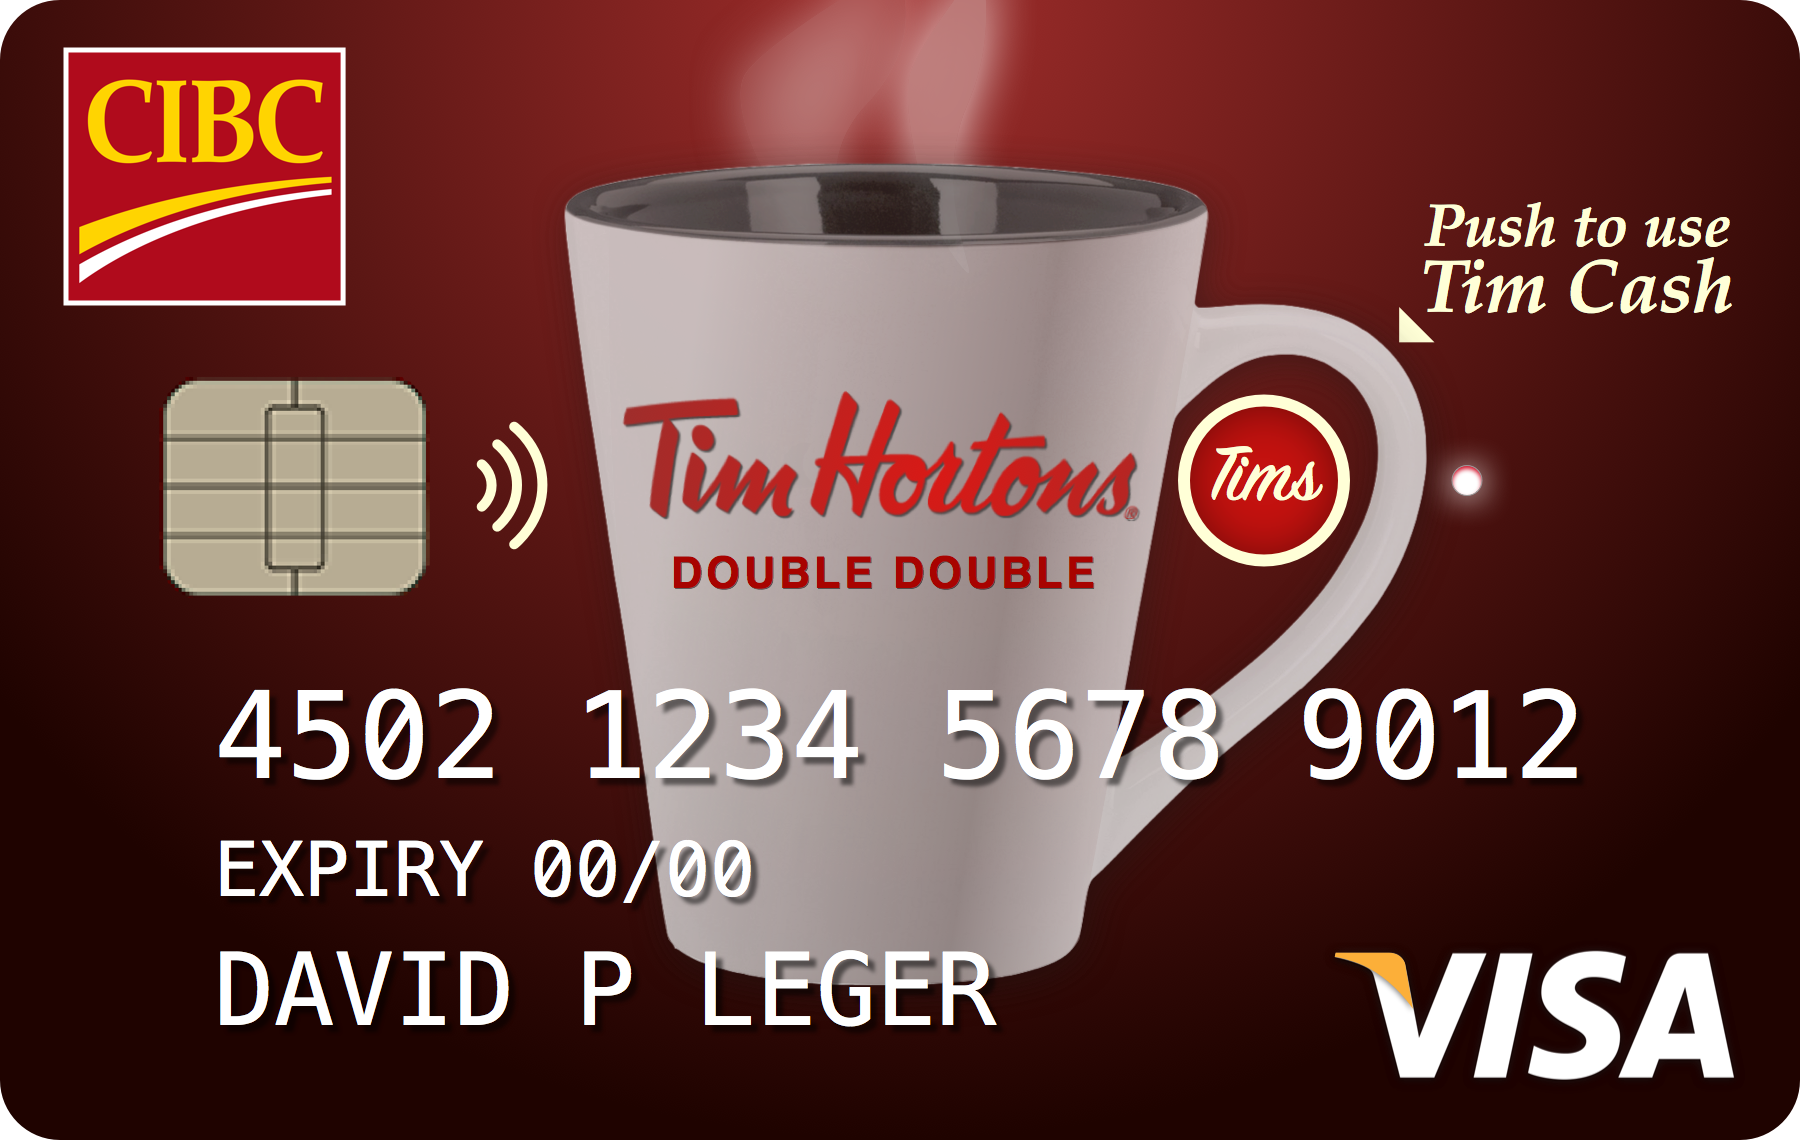 CIBC
Push to use
Tim Cash
Tim Hortons®
Tims
DOUBLE DOUBLE
4502 1234 5678 9012
EXPIRY 00/00
DAVID P LEGER
VISA